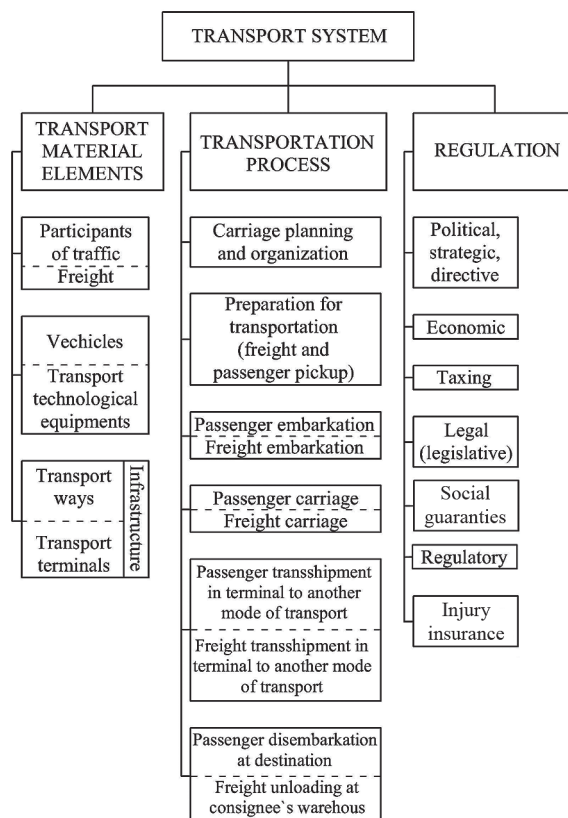 TRANSPORT SYSTEM
TRANSPORT
MATERIAL
ELEMENTS
Participants
of traffic
Freight
Vechicles
Transport
technological
equipments
Transport
ways
Transport
terminals
Infrastructure
TRANSPORTATION
PROCESS
Carriage planning
and organization
Preparation for
transportation
(freight and
passenger pickup)
Passenger embarkation
Freight embarkation
Passenger carriage
Freight carriage
Passenger transshipment
in terminal to another
mode of transport
Freight transshipment in
terminal to another mode
of transport
Passenger disembarkation
at destination
Freight unloading at
consignee`s warehous
REGULATION
Political,
strategic,
directive
Economic
Taxing
Legal
(legislative)
Social
guaranties
Regulatory
Injury
insurance